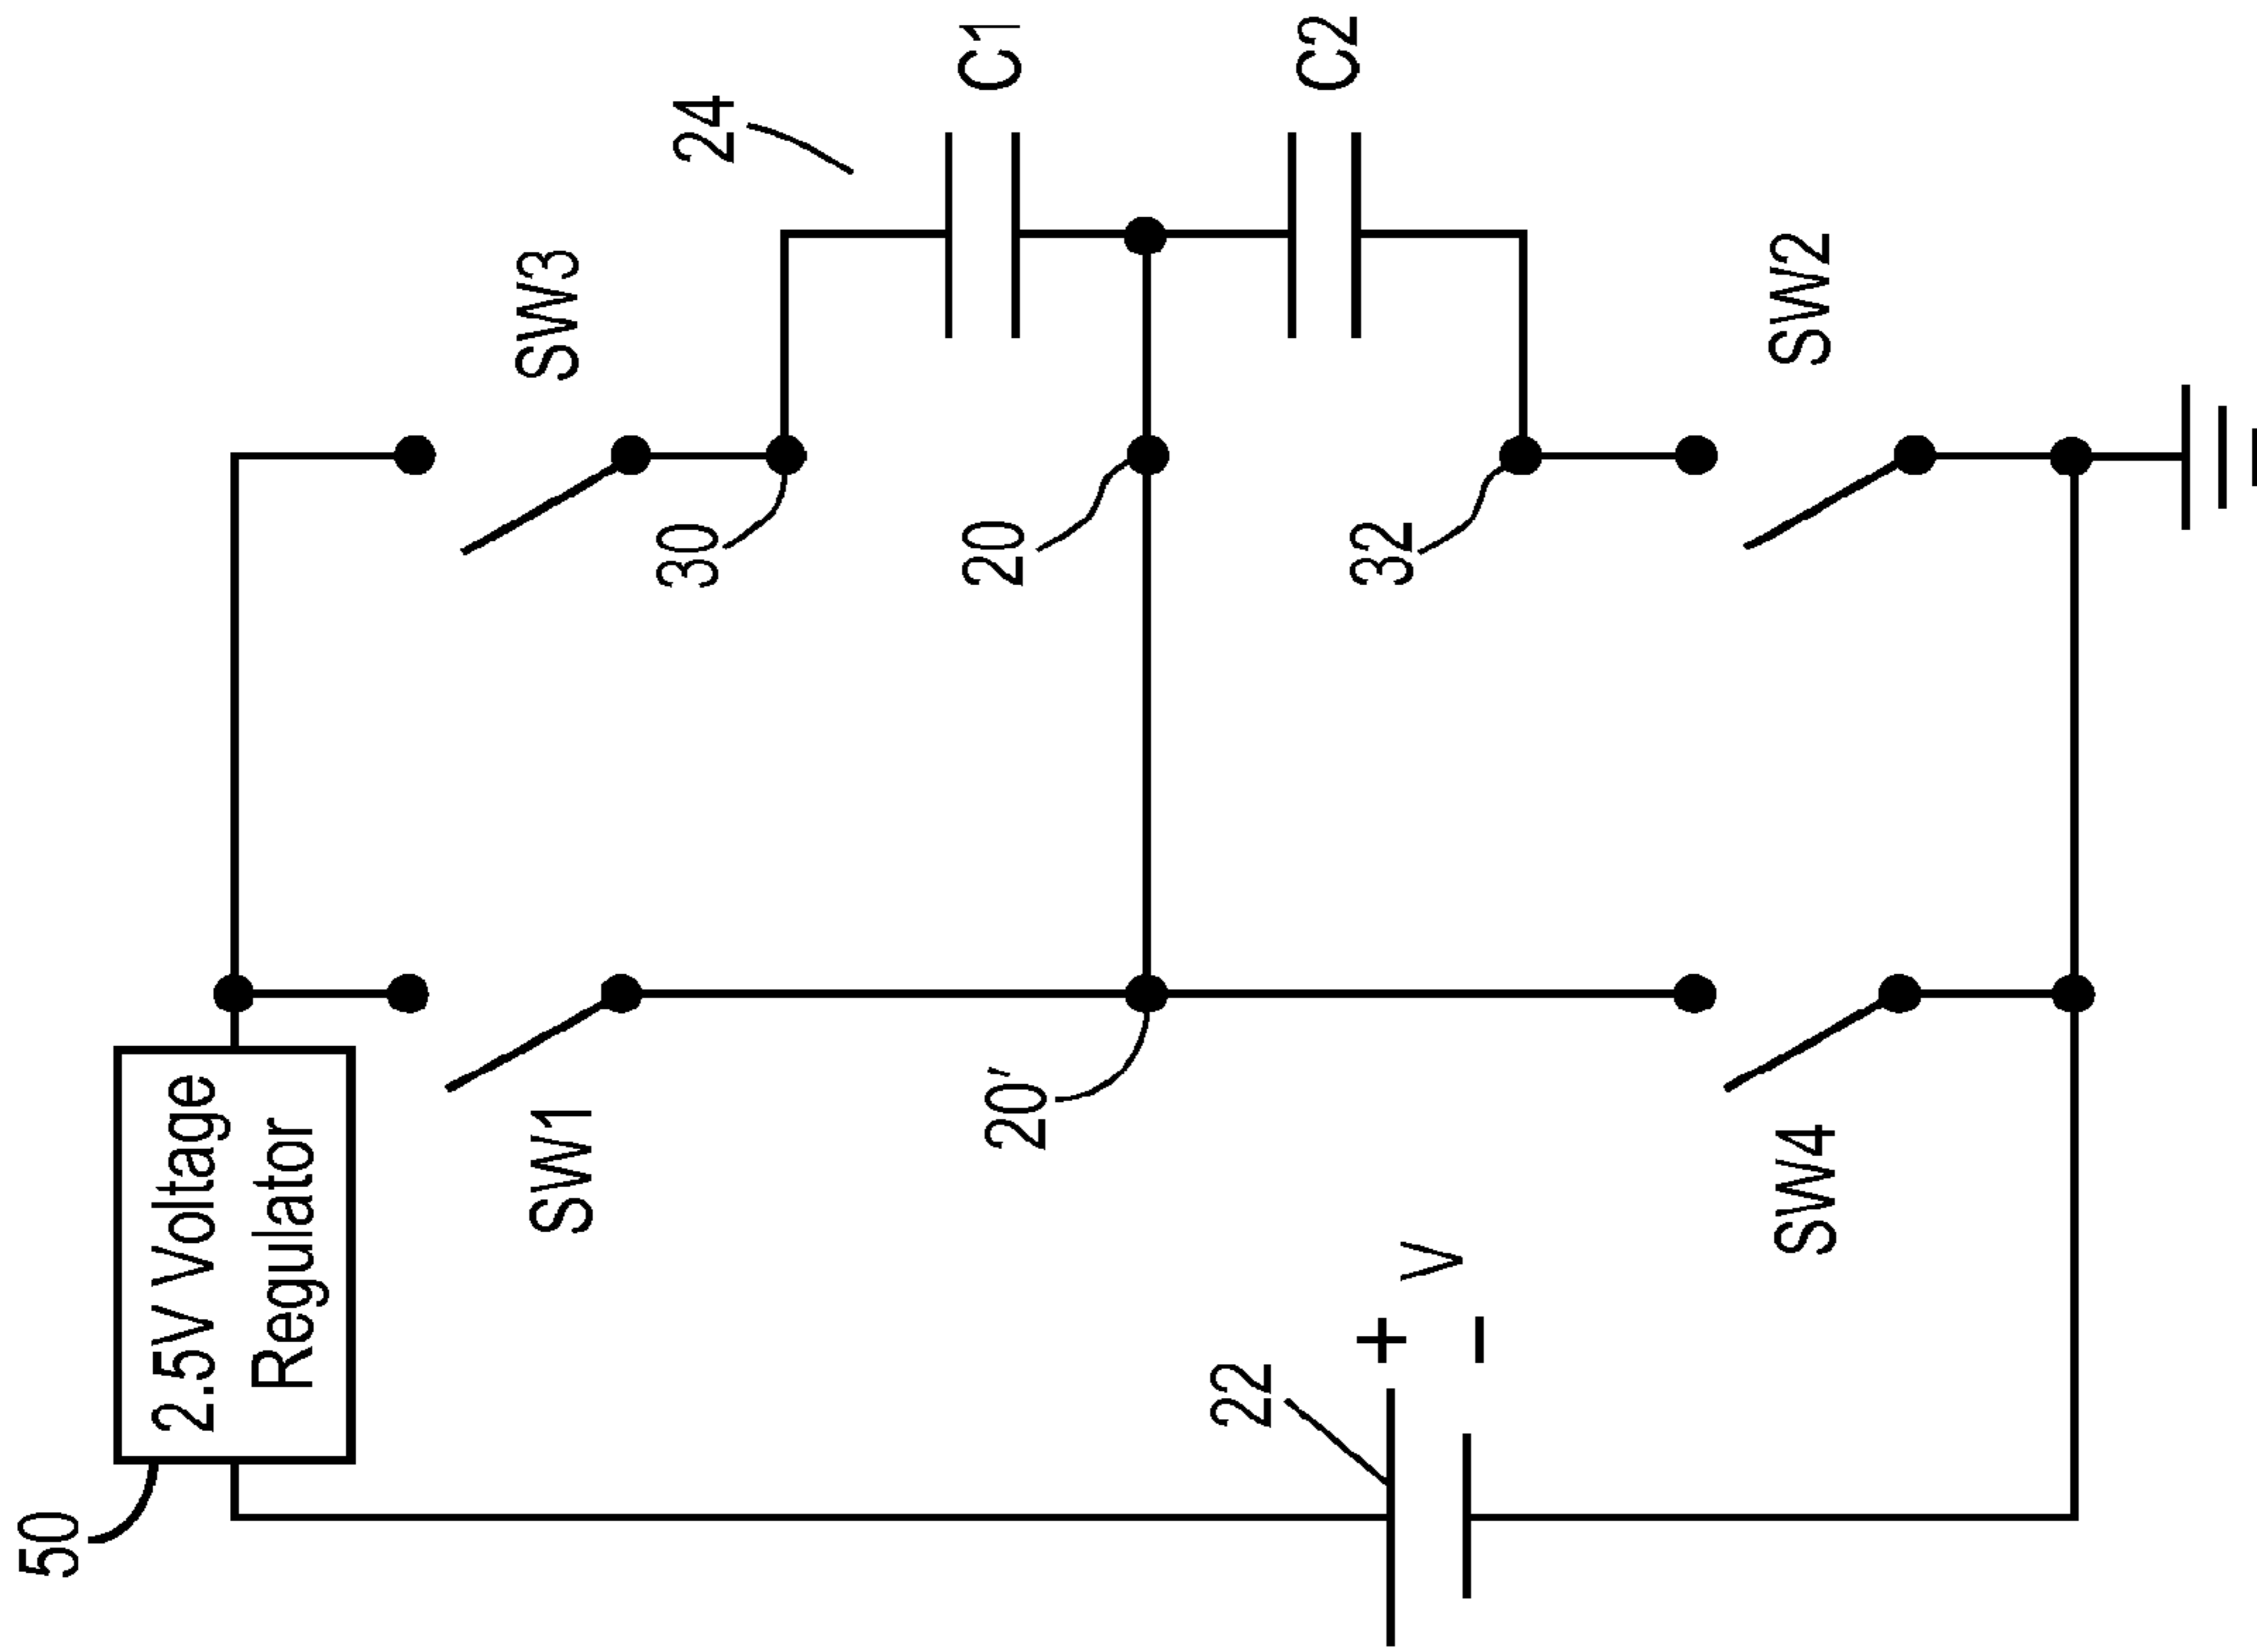 50
2.5V Voltage
Regulator
SW1
SW3
30
24
C1
20'
20
22
+
V
−
C2
32
SW4
SW2